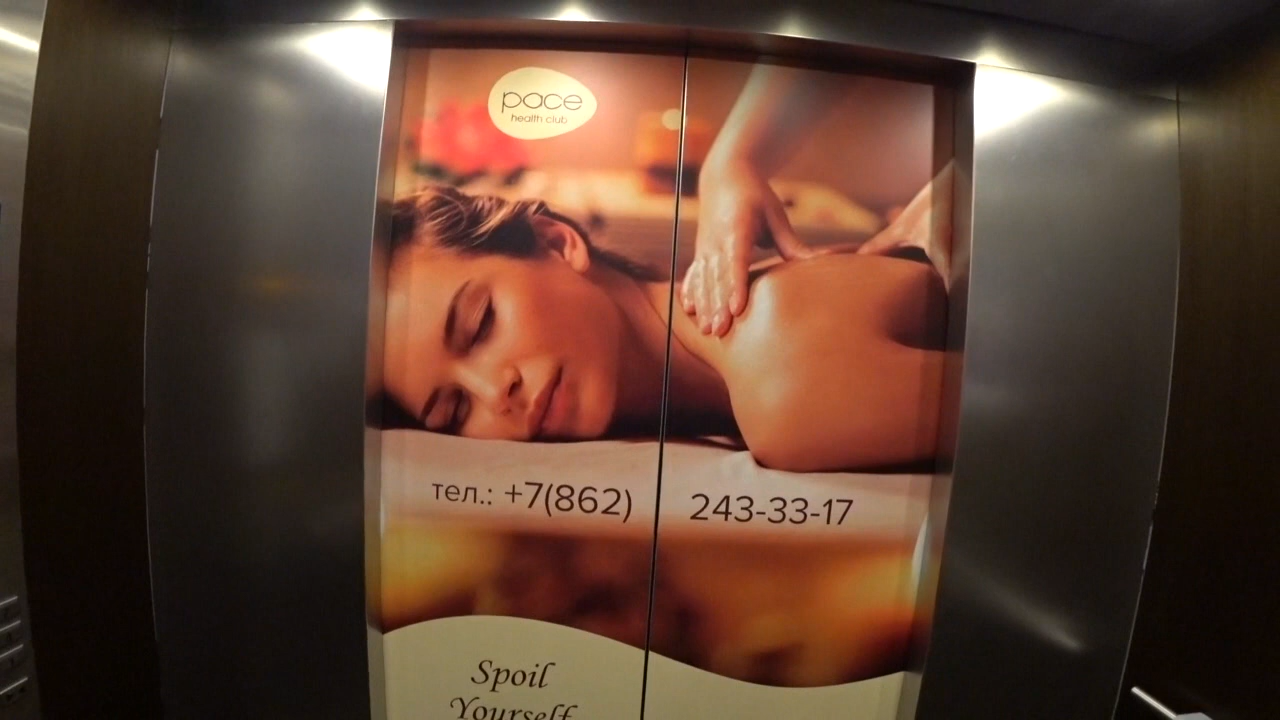 pace
health club
тел.: +7(862) 243-33-17
Spoil
Yourself